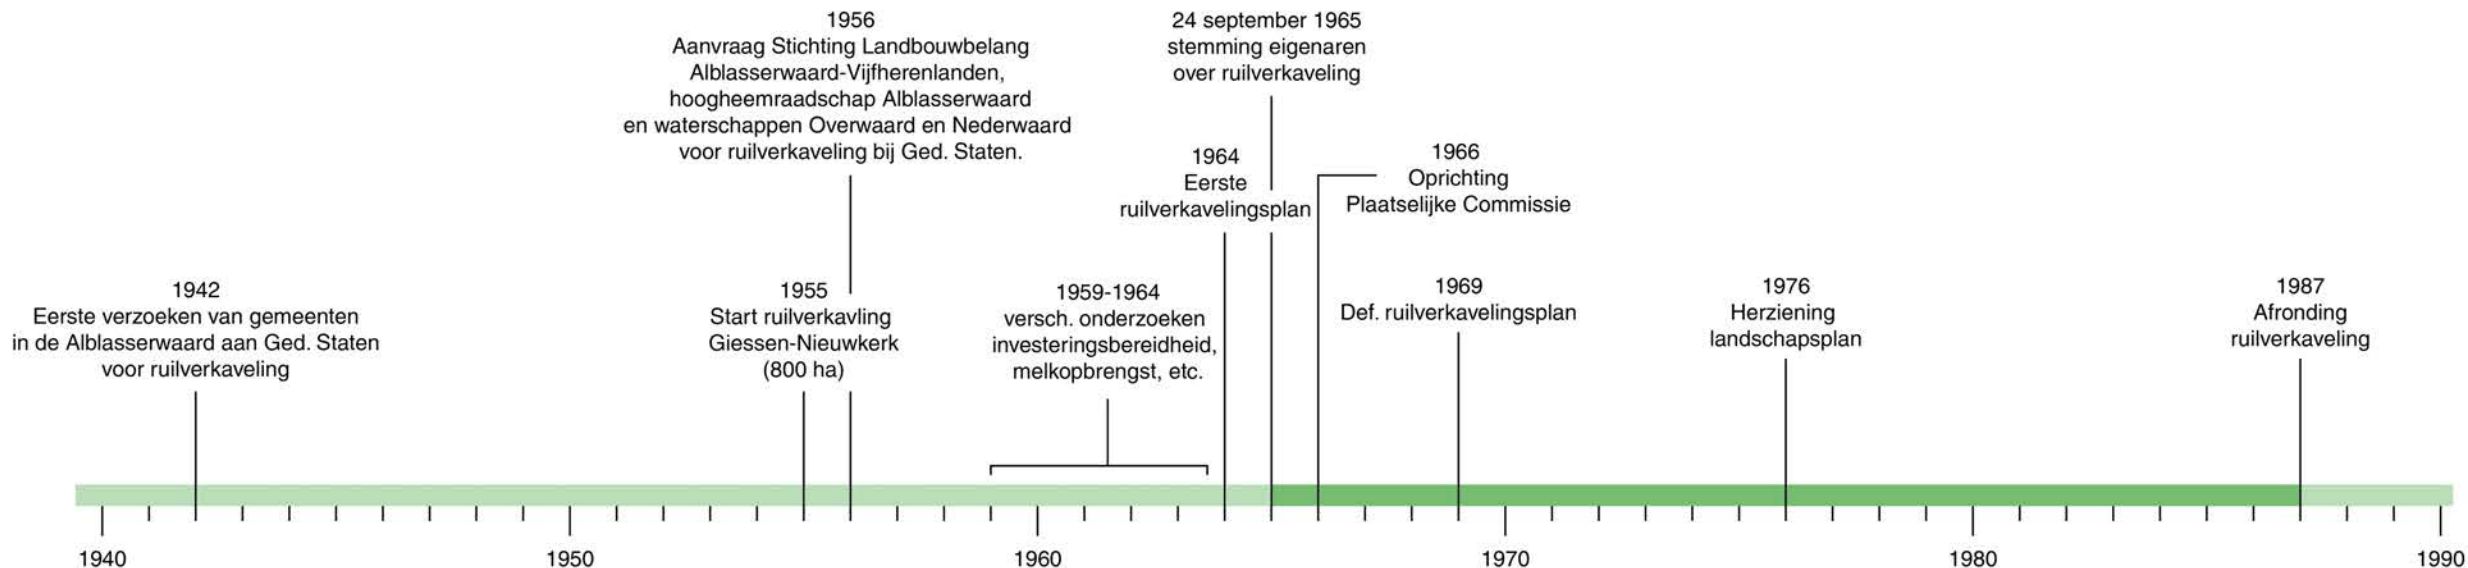 1942
Eerste verzoeken van gemeenten
in de Alblasserwaard aan Ged. Staten
voor ruilverkaveling
1955
Start ruilverkavling
Giessen-Nieuwkerk
(800 ha)
1956
Aanvraag Stichting Landbouwbelang
Alblasserwaard-Vijfherenlanden,
hoogheemraadschap Alblasserwaard
en waterschappen Overwaard en Nederwaard
voor ruilverkaveling bij Ged. Staten.
1959-1964
versch. onderzoeken
investeringsbereidheid,
melkopbrengst, etc.
1964
Eerste
ruilverkavelingsplan
24 september 1965
stemming eigenaren
over ruilverkaveling
1966
Oprichting
Plaatselijke Commissie
1969
Def. ruilverkavelingsplan
1976
Herziening
landschapsplan
1987
Afronding
ruilverkaveling
1940
1950
1960
1970
1980
1990